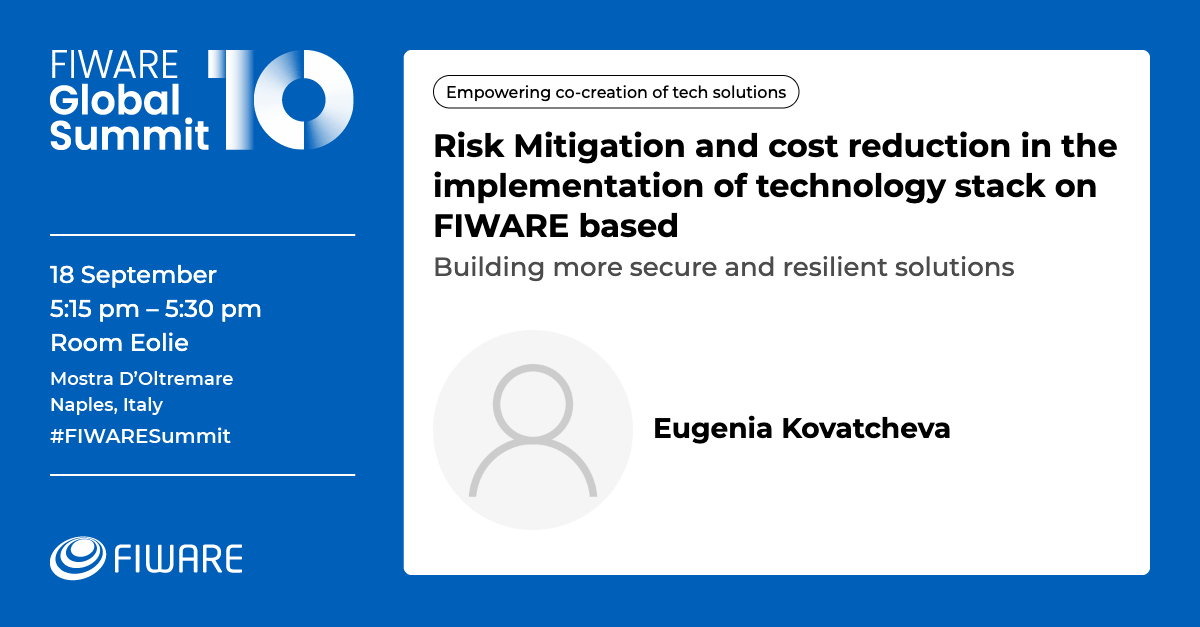 FIWARE
Global
Summit
10
18 September
5:15 pm – 5:30 pm
Room Eolie
Mostra D’Oltremare
Naples, Italy
#FIWARESummit
FIWARE
Empowering co-creation of tech solutions
Risk Mitigation and cost reduction in the
implementation of technology stack on
FIWARE based
Building more secure and resilient solutions
Eugenia Kovatcheva